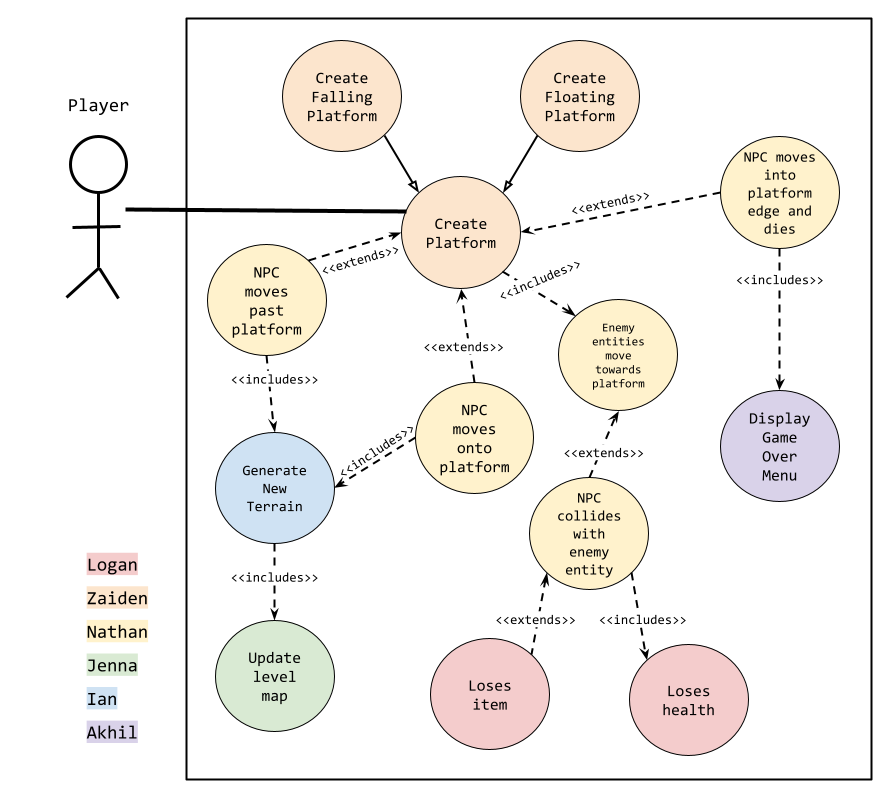 Player
Create
Falling
Platform
Create
Floating
Platform
NPC moves
into
platform
edge and
dies
<<extends>>
Create
Platform
<<extends>>
NPC
moves
past
platform
<<includes>>
<<includes>>
Enemy
entities
move
towards
platform
<<extends>>
<<includes>>
NPC
moves
onto
platform
<<includes>>
Display
Game
Over
Menu
<<extends>>
Generate
New
Terrain
NPC
collides
with
enemy
entity
<<includes>>
<<extends>>
<<includes>>
Update
level
map
Loses
item
Loses
health
Logan
Zaiden
Nathan
Jenna
Ian
Akhil